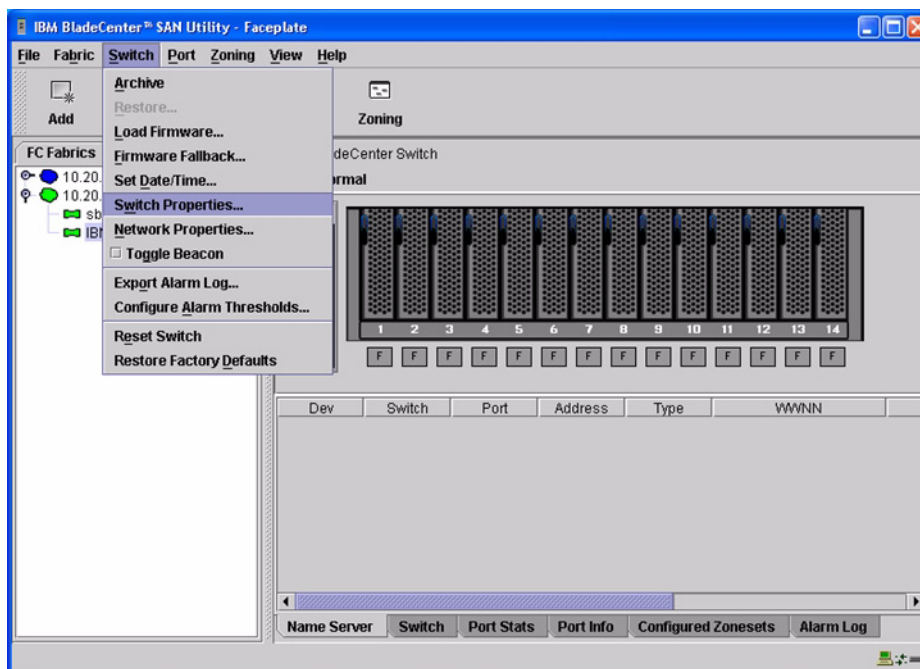 IBM BladeCenter™ SAN Utility - Faceplate
File Fabric Switch Port Zoning View Help
Add
Zoning
Archive
Restore...
Load Firmware...
Firmware Fallback...
Set Date/Time...
Switch Properties...
Network Properties...
Toggle Beacon
Export Alarm Log...
Configure Alarm Thresholds...
Reset Switch
Restore Factory Defaults
FC Fabrics
10.20.
10.20.
Switch
1 2 3 4 5 6 7 8 9 10 11 12 13 14
F F F F F F F F F F F F F F
Dev Switch Port Address Type WWNN
Name Server Switch Port Stats Port Info Configured Zonesets Alarm Log